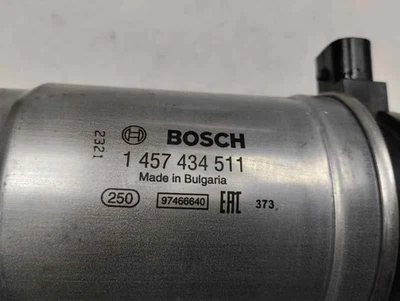 BOSCH
1 457 434 511
Made in Bulgaria
250 97466640 EAC 373
2321